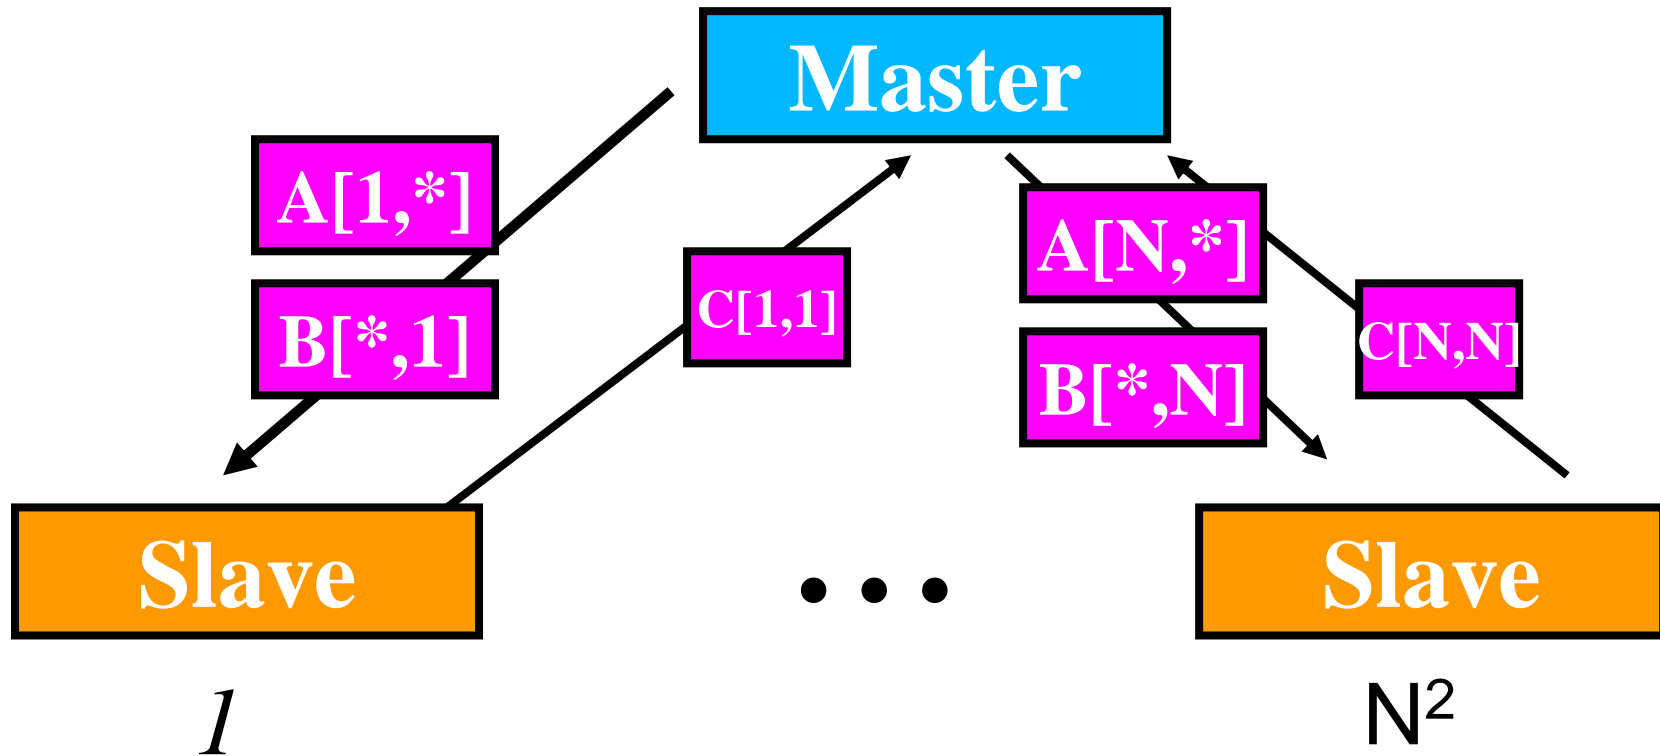 Master
A[1,*]
B[*,1]
C[1,1]
A[N,*]
B[*,N]
C[N,N]
Slave
• • •
Slave
1
N²